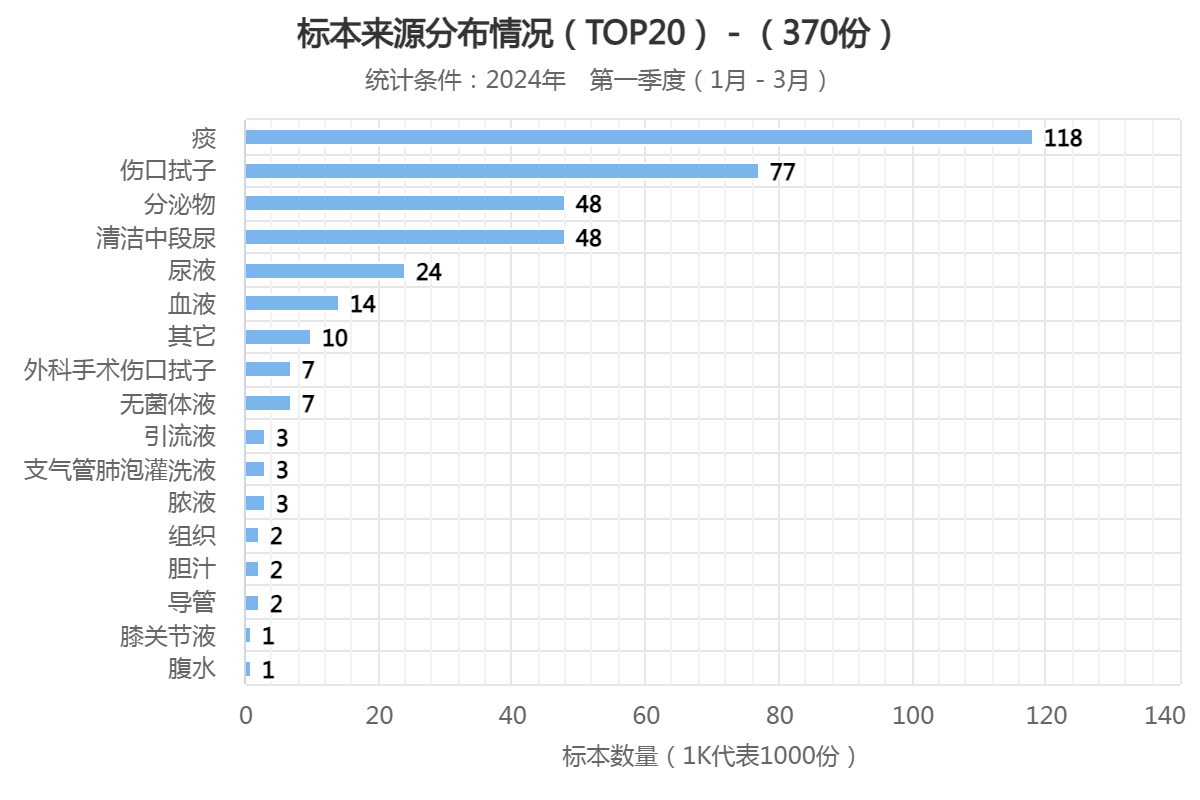 标本来源分布情况（TOP20） - （370份）
统计条件：2024年 第一季度（1月 - 3月）
痰 118
伤口拭子 77
分泌物 48
清洁中段尿 48
尿液 24
血液 14
其它 10
外科手术伤口拭子 7
无菌体液 7
引流液 3
支气管肺泡灌洗液 3
脓液 3
组织 2
胆汁 2
导管 2
膝关节液 1
腹水 1
0 20 40 60 80 100 120 140
标本数量（1K代表1000份）